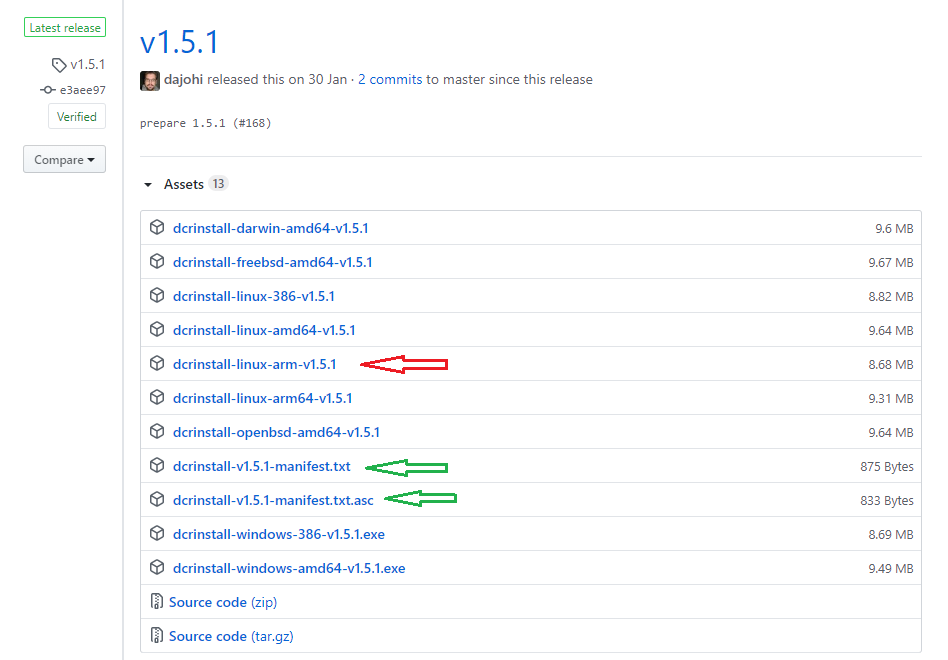 Latest release
v1.5.1
e3aee97
Verified
Compare
v1.5.1
dajohi released this on 30 Jan · 2 commits to master since this release
prepare 1.5.1 (#168)
Assets 13
dcrinstall-darwin-amd64-v1.5.1 9.6 MB
dcrinstall-freebsd-amd64-v1.5.1 9.67 MB
dcrinstall-linux-386-v1.5.1 8.82 MB
dcrinstall-linux-amd64-v1.5.1 9.64 MB
dcrinstall-linux-arm-v1.5.1 8.68 MB
dcrinstall-linux-arm64-v1.5.1 9.31 MB
dcrinstall-openbsd-amd64-v1.5.1 9.64 MB
dcrinstall-v1.5.1-manifest.txt 875 Bytes
dcrinstall-v1.5.1-manifest.txt.asc 833 Bytes
dcrinstall-windows-386-v1.5.1.exe 8.69 MB
dcrinstall-windows-amd64-v1.5.1.exe 9.49 MB
Source code (zip)
Source code (tar.gz)